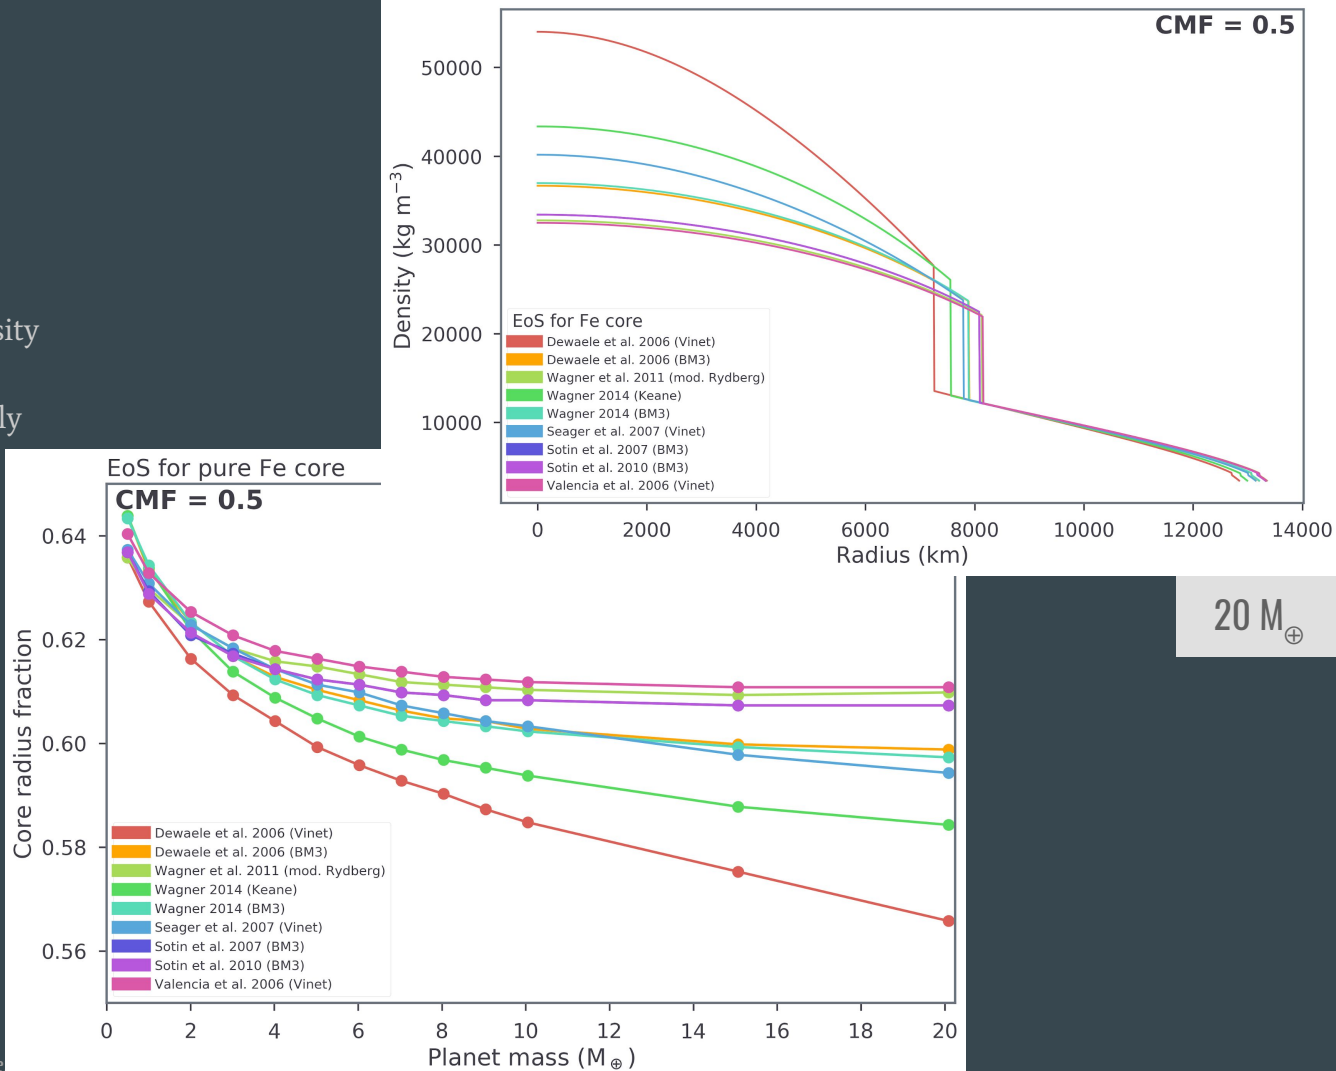 CMF = 0.5
50000
40000
30000
20000
10000
Density (kg m⁻³)
EoS for Fe core
Dewaele et al. 2006 (Vinet)
Dewaele et al. 2006 (BM3)
Wagner et al. 2011 (mod. Rydberg)
Wagner 2014 (Keane)
Wagner 2014 (BM3)
Seager et al. 2007 (Vinet)
Sotin et al. 2007 (BM3)
Sotin et al. 2010 (BM3)
Valencia et al. 2006 (Vinet)
0 2000 4000 6000 8000 10000 12000 14000
Radius (km)
sity
ly
EoS for pure Fe core
CMF = 0.5
0.64
0.62
0.60
0.58
0.56
Core radius fraction
Dewaele et al. 2006 (Vinet)
Dewaele et al. 2006 (BM3)
Wagner et al. 2011 (mod. Rydberg)
Wagner 2014 (Keane)
Wagner 2014 (BM3)
Seager et al. 2007 (Vinet)
Sotin et al. 2007 (BM3)
Sotin et al. 2010 (BM3)
Valencia et al. 2006 (Vinet)
0 2 4 6 8 10 12 14 16 18 20
Planet mass (M⊕)
20 M⊕